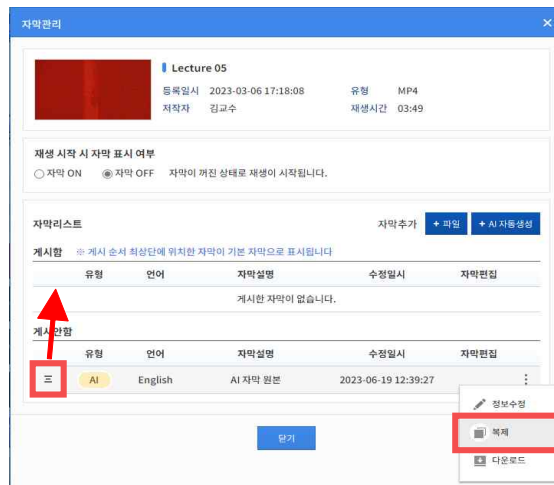 자막관리
Lecture 05
등록일시 2023-03-06 17:18:08 유형 MP4
저작자 김교수 재생시간 03:49
재생 시작 시 자막 표시 여부
자막 ON 자막 OFF 자막이 꺼진 상태로 재생이 시작됩니다.
자막리스트 자막추가 + 파일 + AI 자동생성
게시함 ※ 게시 순서 최상단에 위치한 자막이 기본 자막으로 표시됩니다
유형 언어 자막설명 수정일시 자막편집
게시한 자막이 없습니다.
게시안함
유형 언어 자막설명 수정일시 자막편집
AI English AI 자막 원본 2023-06-19 12:39:27
정보수정
복제
다운로드
닫기